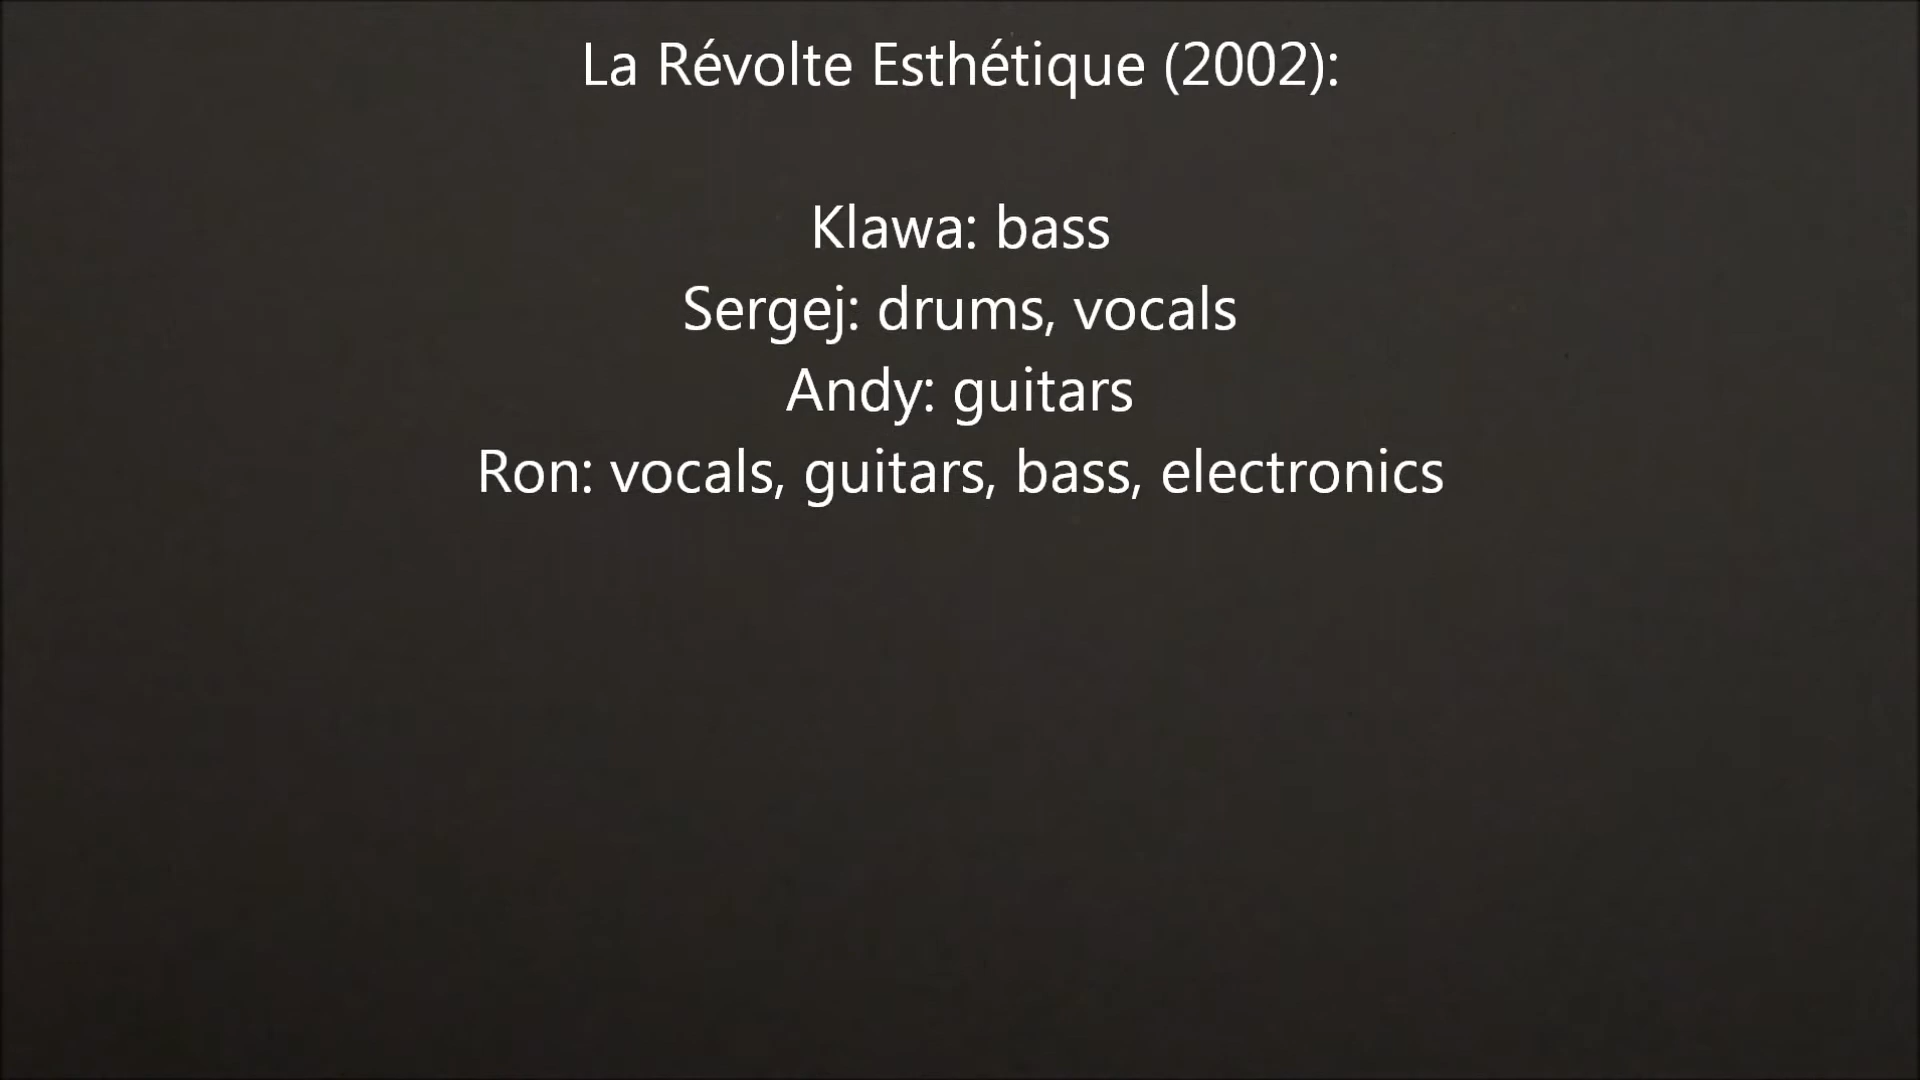 La Révolte Esthétique (2002):
Klawa: bass
Sergej: drums, vocals
Andy: guitars
Ron: vocals, guitars, bass, electronics